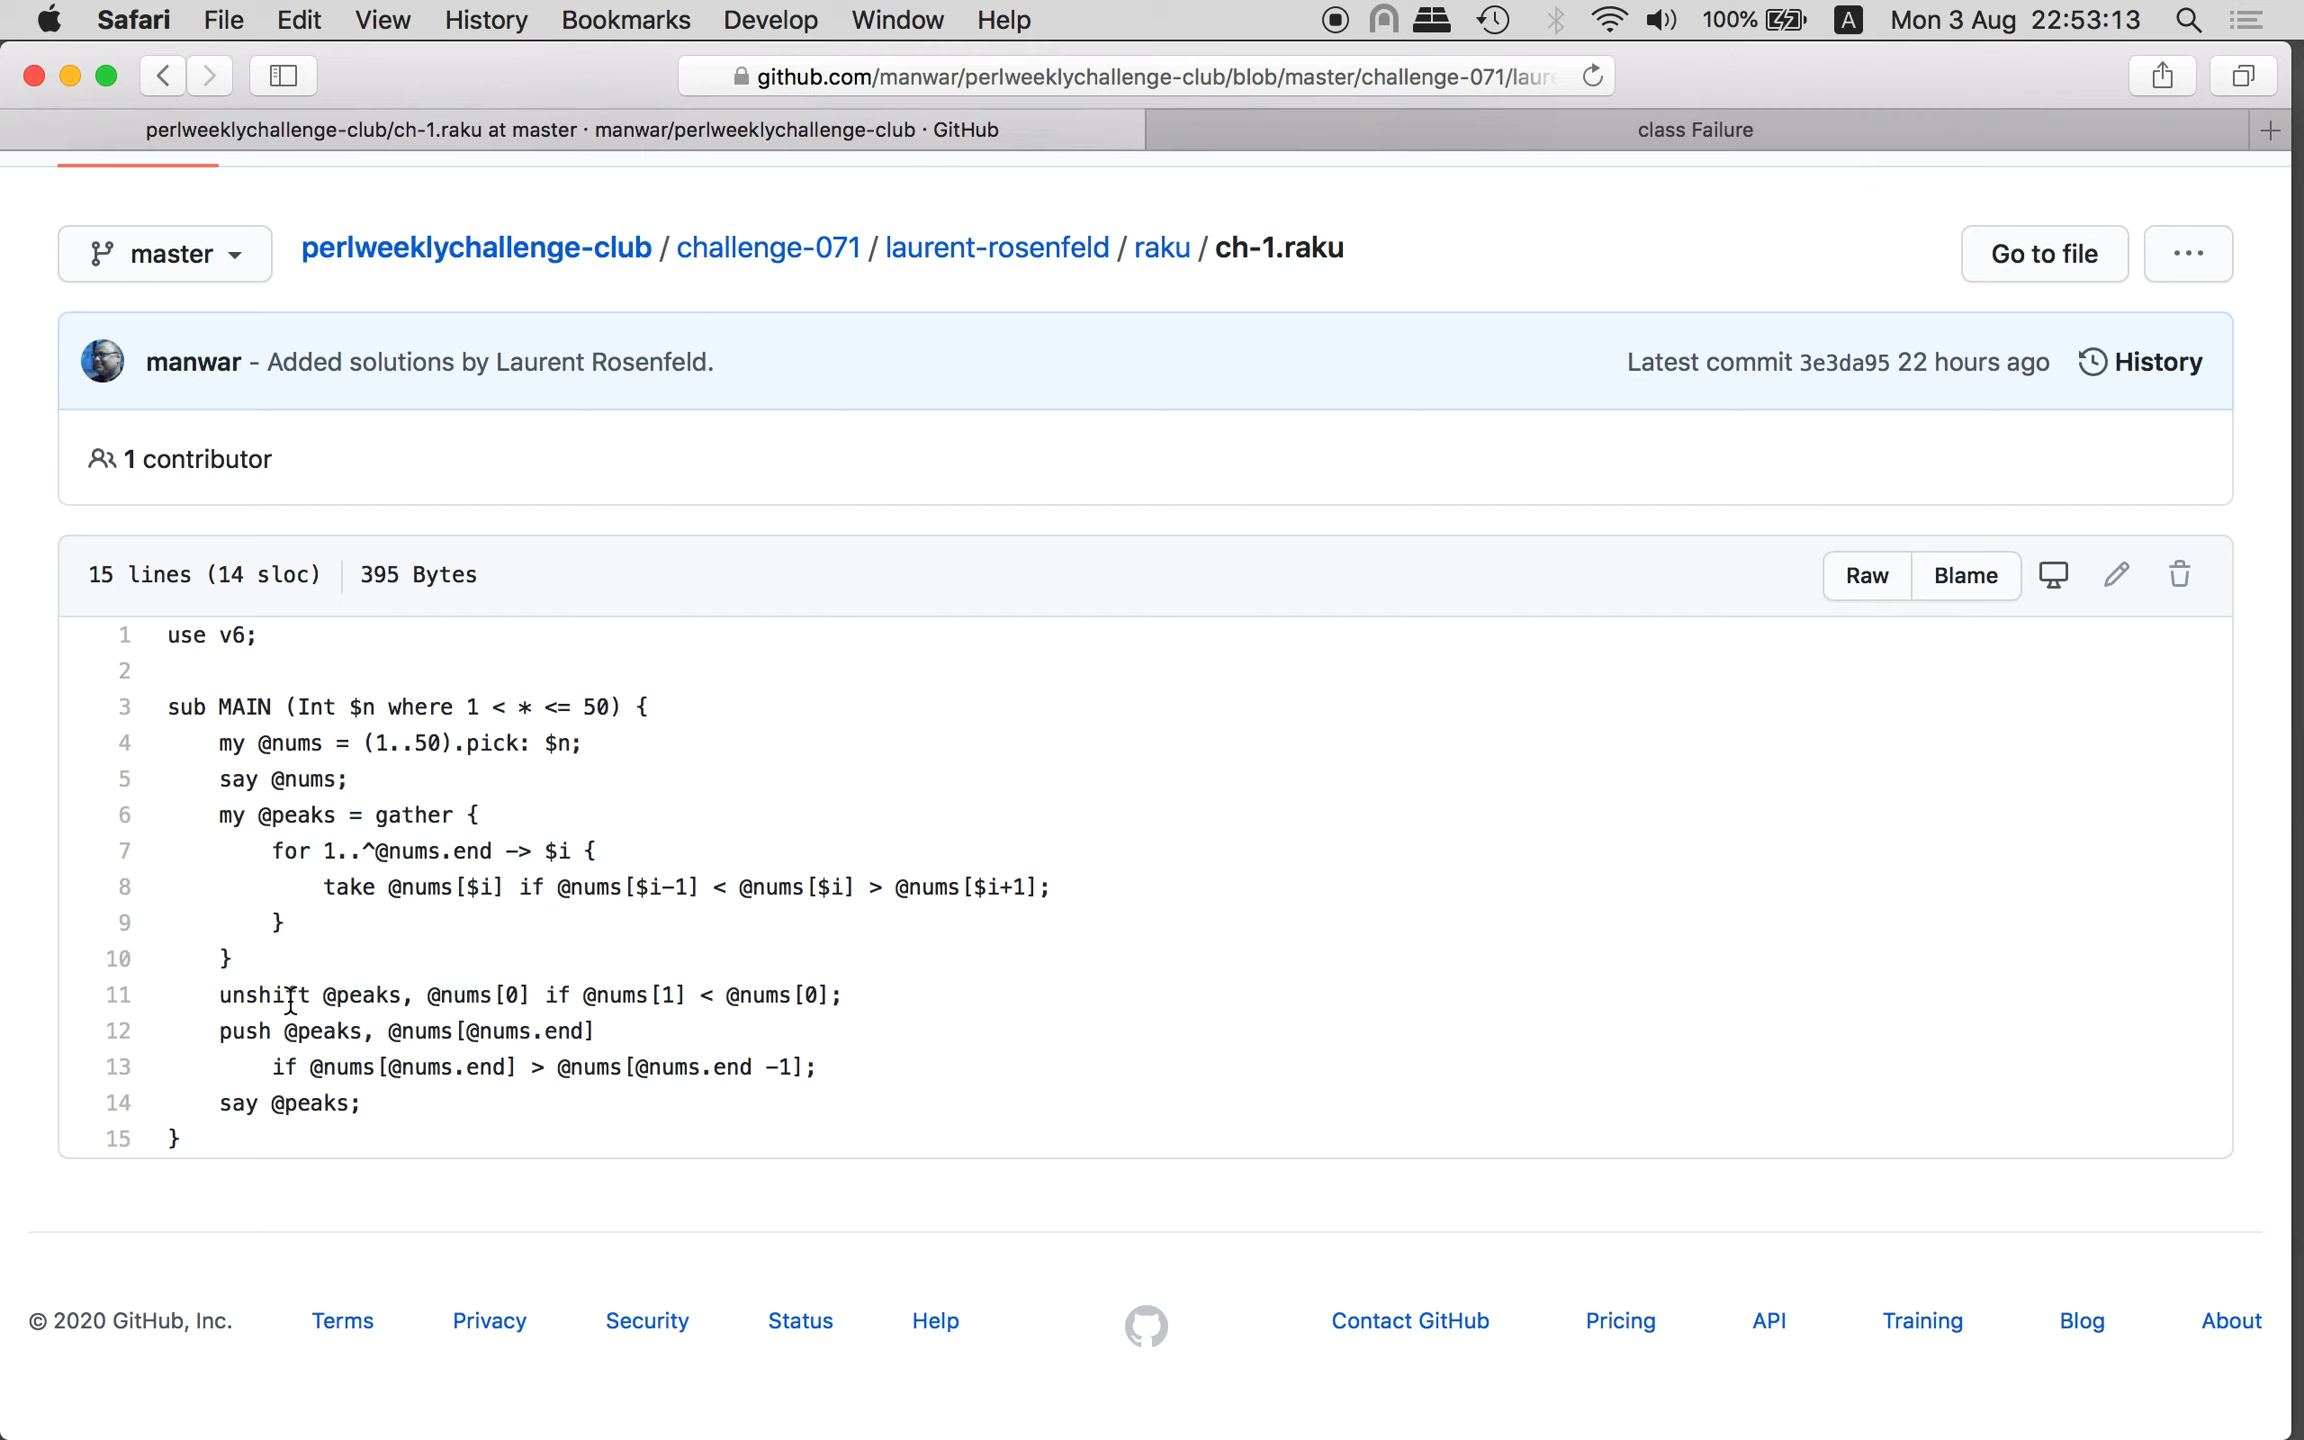 Safari File Edit View History Bookmarks Develop Window Help 100% A Mon 3 Aug 22:53:13
github.com/manwar/perlweeklychallenge-club/blob/master/challenge-071/laur
perlweeklychallenge-club/ch-1.raku at master · manwar/perlweeklychallenge-club · GitHub class Failure
master perlweeklychallenge-club / challenge-071 / laurent-rosenfeld / raku / ch-1.raku Go to file ...
manwar - Added solutions by Laurent Rosenfeld. Latest commit 3e3da95 22 hours ago History
1 contributor
15 lines (14 sloc) 395 Bytes Raw Blame
1 use v6;
2
3 sub MAIN (Int $n where 1 < * <= 50) {
4     my @nums = (1..50).pick: $n;
5     say @nums;
6     my @peaks = gather {
7         for 1..^@nums.end -> $i {
8             take @nums[$i] if @nums[$i-1] < @nums[$i] > @nums[$i+1];
9         }
10     }
11     unshift @peaks, @nums[0] if @nums[1] < @nums[0];
12     push @peaks, @nums[@nums.end]
13         if @nums[@nums.end] > @nums[@nums.end -1];
14     say @peaks;
15 }
© 2020 GitHub, Inc. Terms Privacy Security Status Help Contact GitHub Pricing API Training Blog About